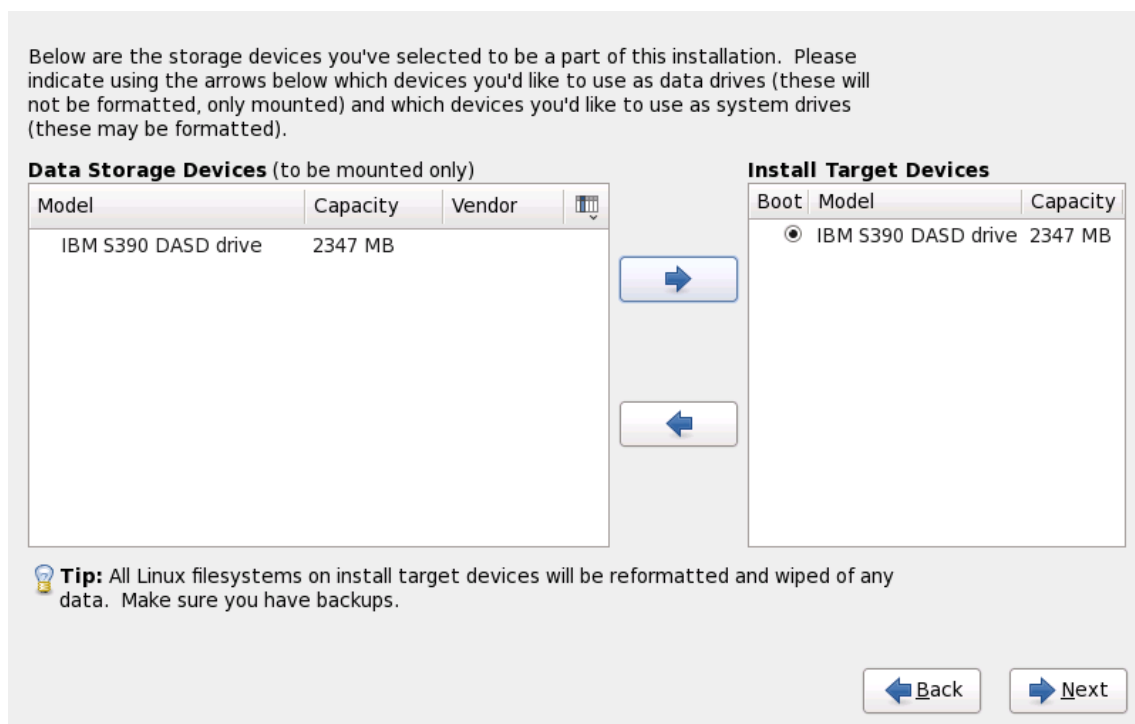 Below are the storage devices you've selected to be a part of this installation.  Please
indicate using the arrows below which devices you'd like to use as data drives (these will
not be formatted, only mounted) and which devices you'd like to use as system drives
(these may be formatted).
Data Storage Devices (to be mounted only)
Model Capacity Vendor
IBM S390 DASD drive 2347 MB
Install Target Devices
Boot Model Capacity
IBM S390 DASD drive 2347 MB
Tip: All Linux filesystems on install target devices will be reformatted and wiped of any
data.  Make sure you have backups.
Back
Next